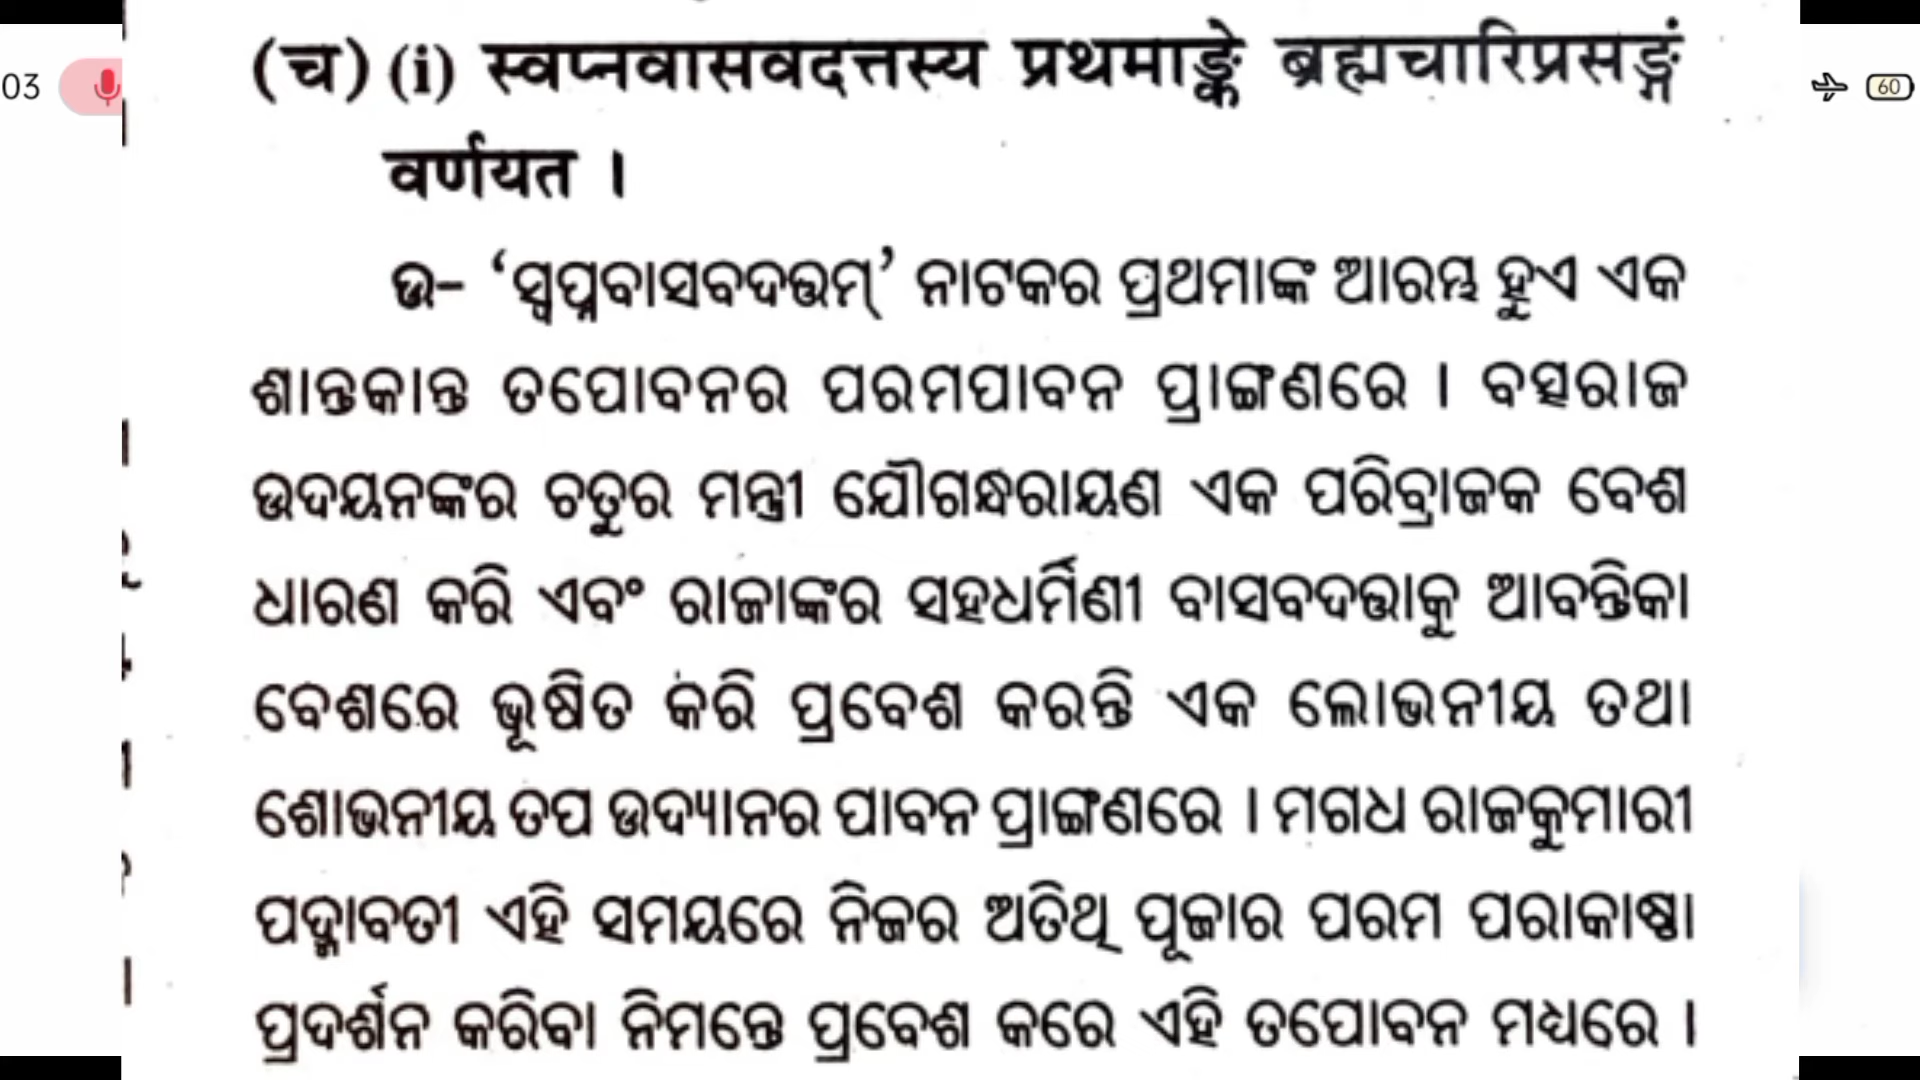 03
60
(च) (i) स्वप्नवासवदत्तस्य प्रथमाङ्के ब्रह्मचारिप्रसङ्गं
वर्णयत ।
ଉ- ‘ସ୍ୱପ୍ନବାସବଦତ୍ତମ୍’ ନାଟକର ପ୍ରଥମାଙ୍କ ଆରମ୍ଭ ହୁଏ ଏକ
ଶାନ୍ତକାନ୍ତ ତପୋବନର ପରମପାବନ ପ୍ରାଙ୍ଗଣରେ । ବତ୍ସରାଜ
ଉଦୟନଙ୍କର ଚତୁର ମନ୍ତ୍ରୀ ଯୌଗନ୍ଧରାୟଣ ଏକ ପରିବ୍ରାଜକ ବେଶ
ଧାରଣ କରି ଏବଂ ରାଜାଙ୍କର ସହଧର୍ମିଣୀ ବାସବଦତ୍ତାକୁ ଆବନ୍ତିକା
ବେଶରେ ଭୂଷିତ କରି ପ୍ରବେଶ କରନ୍ତି ଏକ ଲୋଭନୀୟ ତଥା
ଶୋଭନୀୟ ତପ ଉଦ୍ୟାନର ପାବନ ପ୍ରାଙ୍ଗଣରେ । ମଗଧ ରାଜକୁମାରୀ
ପଦ୍ମାବତୀ ଏହି ସମୟରେ ନିଜର ଅତିଥି ପୂଜାର ପରମ ପରାକାଷ୍ଠା
ପ୍ରଦର୍ଶନ କରିବା ନିମନ୍ତେ ପ୍ରବେଶ କରେ ଏହି ତପୋବନ ମଧ୍ୟରେ ।